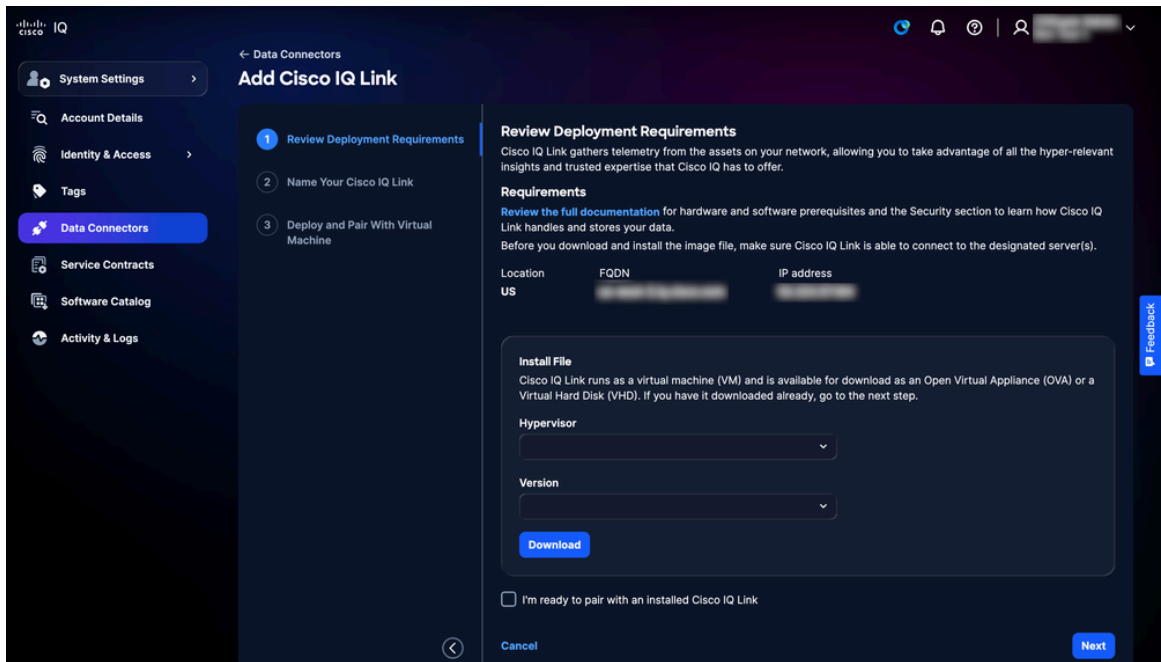 CISCO IQ
← Data Connectors
Add Cisco IQ Link
System Settings
Account Details
Identity & Access
Tags
Data Connectors
Service Contracts
Software Catalog
Activity & Logs
1 Review Deployment Requirements
2 Name Your Cisco IQ Link
3 Deploy and Pair With Virtual
Machine
Review Deployment Requirements
Cisco IQ Link gathers telemetry from the assets on your network, allowing you to take advantage of all the hyper-relevant
insights and trusted expertise that Cisco IQ has to offer.
Requirements
Review the full documentation for hardware and software prerequisites and the Security section to learn how Cisco IQ
Link handles and stores your data.
Before you download and install the image file, make sure Cisco IQ Link is able to connect to the designated server(s).
Location FQDN IP address
US
Install File
Cisco IQ Link runs as a virtual machine (VM) and is available for download as an Open Virtual Appliance (OVA) or a
Virtual Hard Disk (VHD). If you have it downloaded already, go to the next step.
Hypervisor
Version
Download
I'm ready to pair with an installed Cisco IQ Link
Cancel Next
Feedback